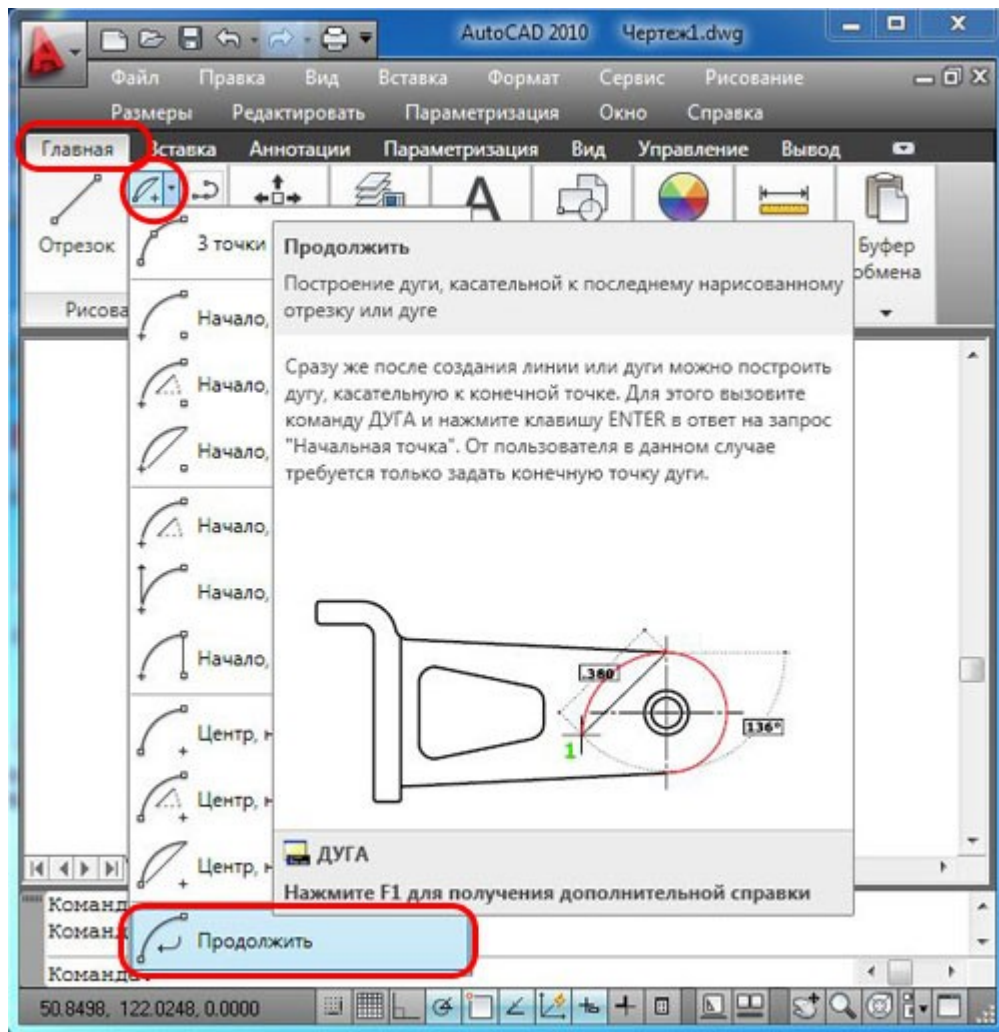 AutoCAD 2010 Чертеж1.dwg
Файл Правка Вид Вставка Формат Сервис Рисование
Размеры Редактировать Параметризация Окно Справка
Главная Вставка Аннотации Параметризация Вид Управление Вывод
Отрезок
Буфер
обмена
Рисова
3 точки
Начало,
Начало,
Начало,
Начало,
Начало,
Начало,
Центр, н
Центр, н
Центр, н
Продолжить
Продолжить
Построение дуги, касательной к последнему нарисованному
отрезку или дуге
Сразу же после создания линии или дуги можно построить
дугу, касательную к конечной точке. Для этого вызовите
команду ДУГА и нажмите клавишу ENTER в ответ на запрос
"Начальная точка". От пользователя в данном случае
требуется только задать конечную точку дуги.
.380
136°
1
ДУГА
Нажмите F1 для получения дополнительной справки
Команд
Команд
Команда:
50.8498, 122.0248, 0.0000